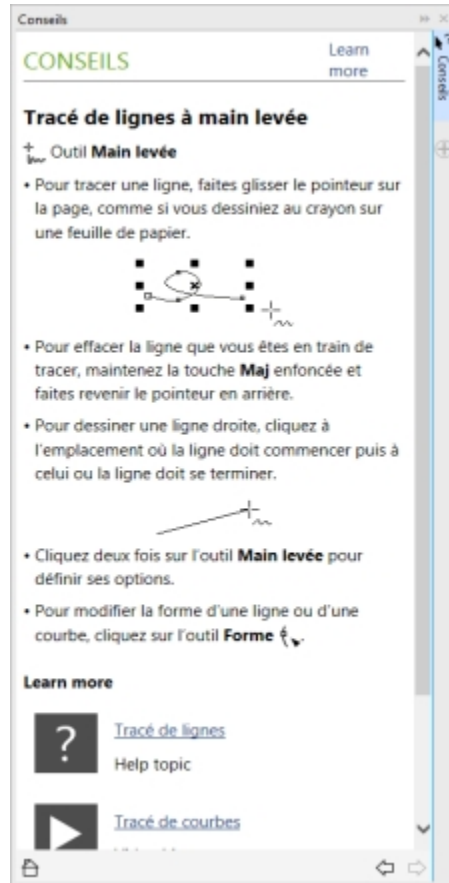 Conseils
CONSEILS
Learn
more
Conseils
Tracé de lignes à main levée
Outil Main levée
• Pour tracer une ligne, faites glisser le pointeur sur
la page, comme si vous dessiniez au crayon sur
une feuille de papier.
• Pour effacer la ligne que vous êtes en train de
tracer, maintenez la touche Maj enfoncée et
faites revenir le pointeur en arrière.
• Pour dessiner une ligne droite, cliquez à
l'emplacement où la ligne doit commencer puis à
celui ou la ligne doit se terminer.
• Cliquez deux fois sur l'outil Main levée pour
définir ses options.
• Pour modifier la forme d'une ligne ou d'une
courbe, cliquez sur l'outil Forme .
Learn more
?
Tracé de lignes
Help topic
Tracé de courbes